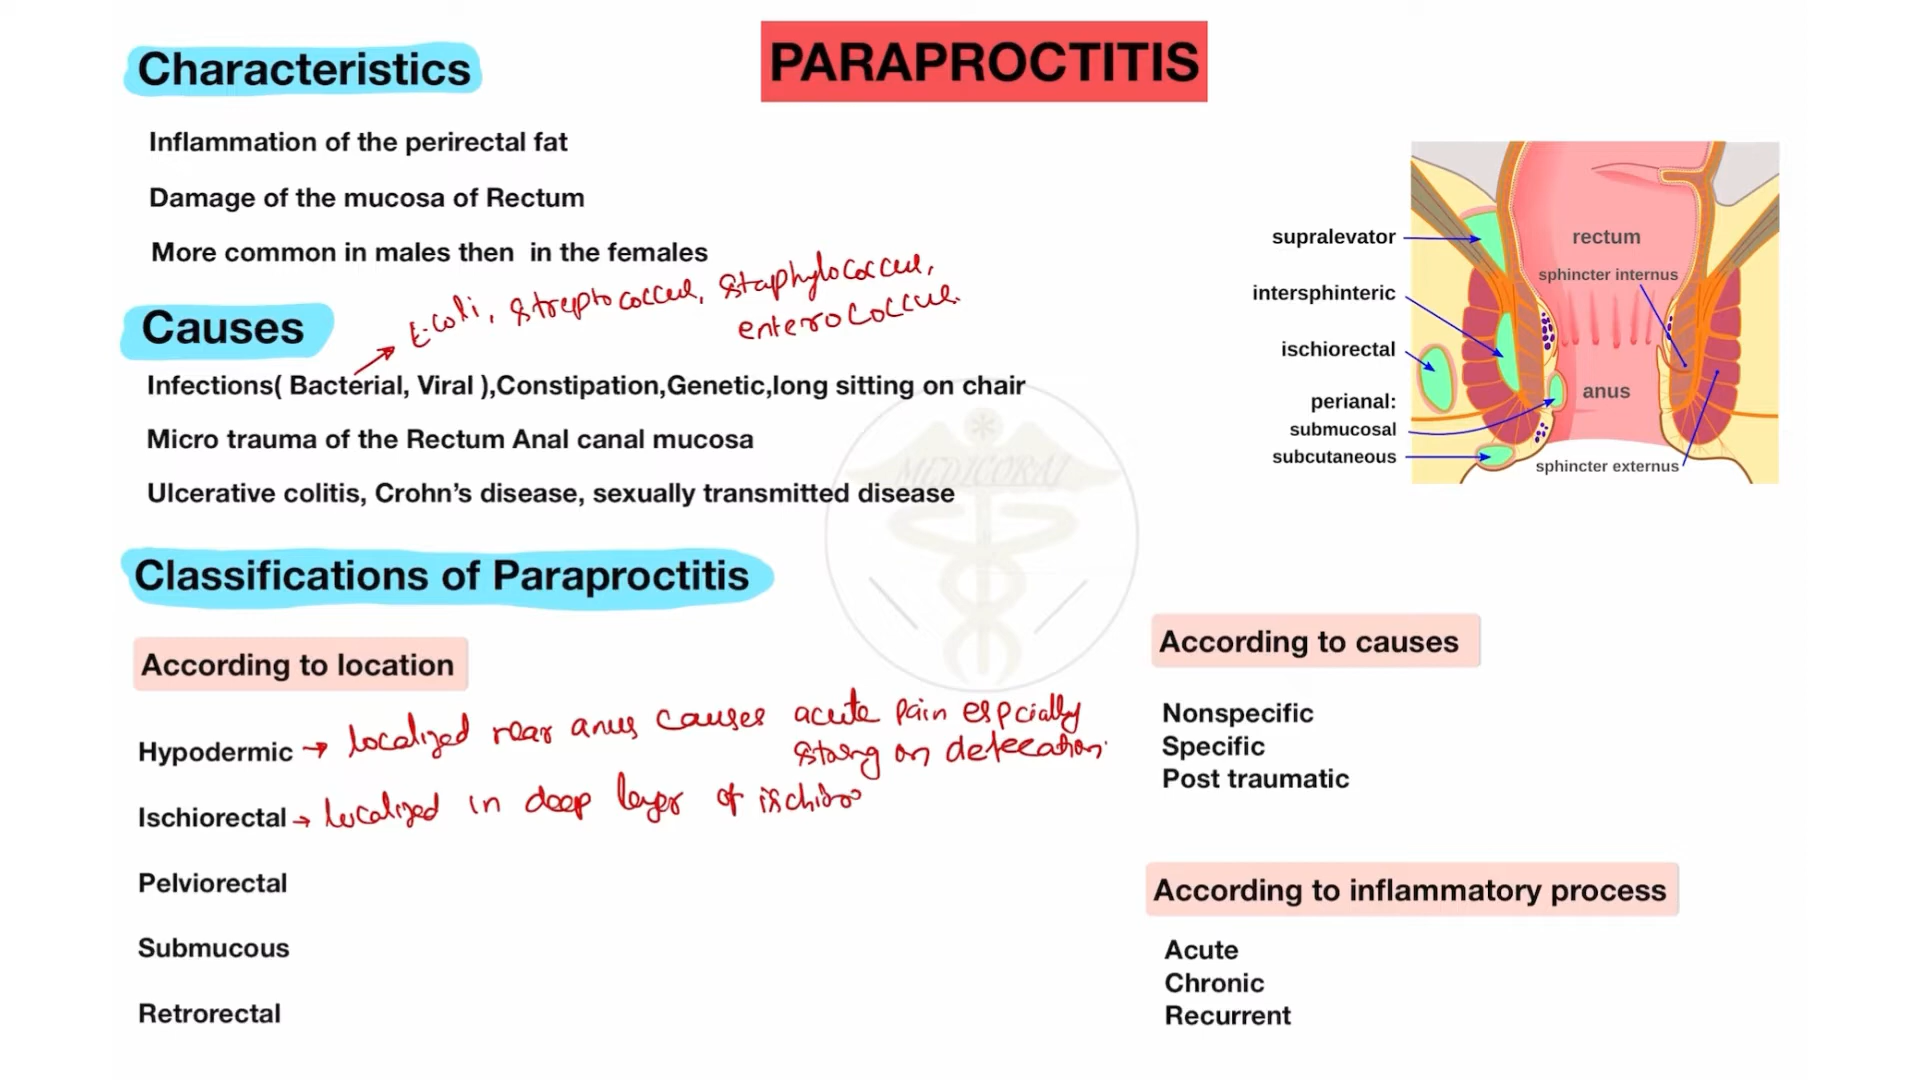 PARAPROCTITIS
Characteristics
Inflammation of the perirectal fat
Damage of the mucosa of Rectum
More common in males then in the females
Causes
E.coli, streptococcus, staphylococcus,
enterococcus.
Infections( Bacterial, Viral ),Constipation,Genetic,long sitting on chair
Micro trauma of the Rectum Anal canal mucosa
Ulcerative colitis, Crohn's disease, sexually transmitted disease
supralevator
intersphinteric
ischiorectal
perianal:
submucosal
subcutaneous
rectum
sphincter internus
anus
sphincter externus
MEDICORAY
Classifications of Paraproctitis
According to location
Hypodermic → localized near anus causes acute pain espcially
on defecation.
Ischiorectal → localized in deep layer of ischio
Pelviorectal
Submucous
Retrorectal
According to causes
Nonspecific
Specific
Post traumatic
According to inflammatory process
Acute
Chronic
Recurrent